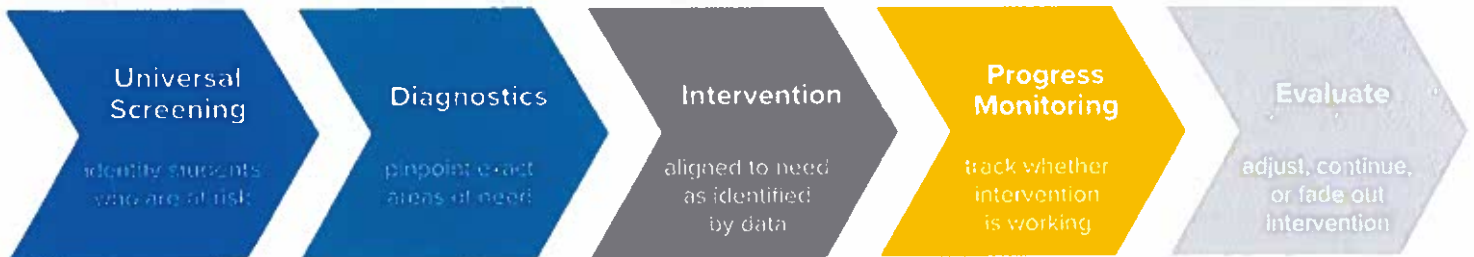 Universal
Screening
identify students
who are at risk
Diagnostics
pinpoint exact
areas of need
Intervention
aligned to need
as identified
by data
Progress
Monitoring
track whether
intervention
is working
Evaluate
adjust, continue,
or fade out
intervention